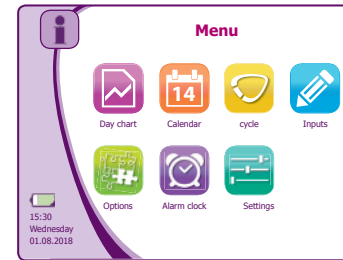 Menu
14
Day chart
Calendar
cycle
Inputs
Options
Alarm clock
Settings
15:30
Wednesday
01.08.2018